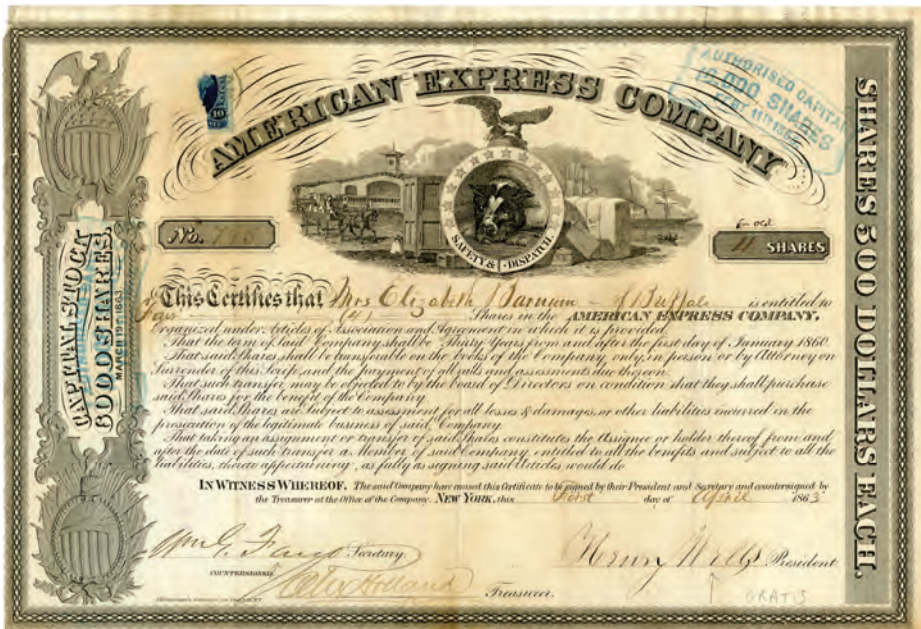 AMERICAN EXPRESS COMPANY
AUTHORISED CAPITAL
SHARES
10
SAFETY & DISPATCH
No.
4 SHARES
CAPITAL STOCK
MARCH 19th 1863
SHARES 500 DOLLARS EACH.
This Certifies that Mrs Elizabeth Barnum - of Buffalo is entitled to
Four (4) Shares in the AMERICAN EXPRESS COMPANY,
Organized under Articles of Association and Agreement in which it is provided,
That the term of said Company shall be Thirty Years from and after the first day of January 1860.
That said Shares shall be transferable on the books of the Company only, in person or by Attorney on
Surrender of this Scrip, and the payment of all calls and assessments due thereon.
That such transfer may be objected to by the board of Directors on condition that they shall purchase
said Shares for the benefit of the Company.
That said Shares are Subject to assessment for all losses & damages, or other liabilities incurred in the
prosecution of the legitimate business of said Company.
That taking an assignment or transfer of said Shares constitutes the Assignee or holder thereof, from and
after the date of such transfer a Member of said Company, entitled to all the benefits and subject to all the
liabilities, thereto appertaining, as fully as signing said Articles would do.
IN WITNESS WHEREOF, The said Company have caused this Certificate to be signed by their President and Secretary and countersigned by
the Treasurer at the Office of the Company. NEW YORK, this First day of April 1863
Wm G. Fargo Secretary.
Henry Wells President
COUNTERSIGNED
Alex Holland Treasurer.
GRATIS